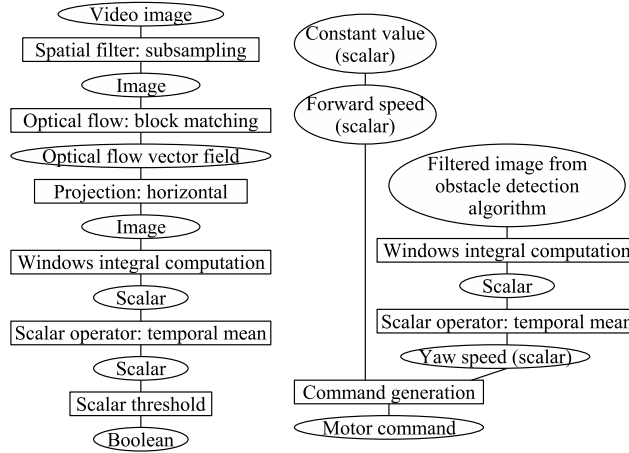 Video image
Spatial filter: subsampling
Image
Optical flow: block matching
Optical flow vector field
Projection: horizontal
Image
Windows integral computation
Scalar
Scalar operator: temporal mean
Scalar
Scalar threshold
Boolean
Constant value
(scalar)
Forward speed
(scalar)
Filtered image from
obstacle detection
algorithm
Windows integral computation
Scalar
Scalar operator: temporal mean
Yaw speed (scalar)
Command generation
Motor command